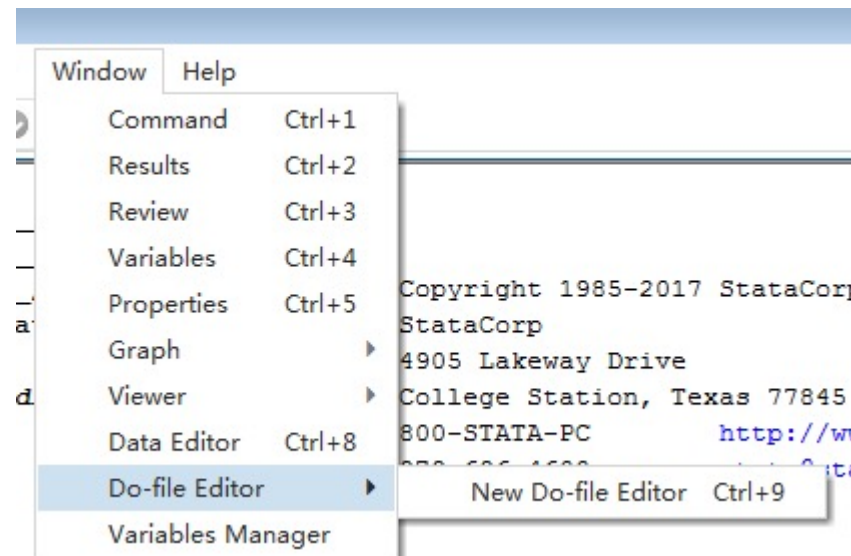 Window Help
Command Ctrl+1
Results Ctrl+2
Review Ctrl+3
Variables Ctrl+4
Properties Ctrl+5
Graph
Viewer
Data Editor Ctrl+8
Do-file Editor
Variables Manager
New Do-file Editor Ctrl+9
Copyright 1985-2017 StataCorp
StataCorp
4905 Lakeway Drive
College Station, Texas 77845
800-STATA-PC http://w